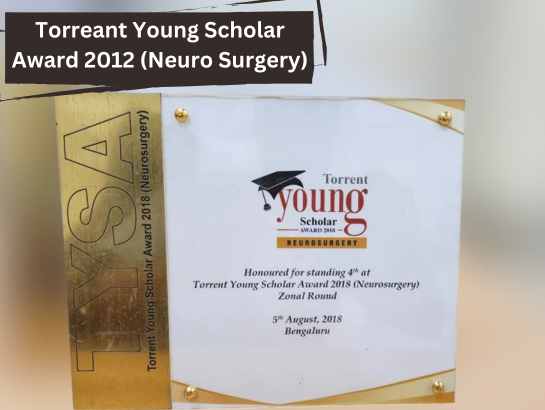 Torreant Young Scholar
Award 2012 (Neuro Surgery)
TYSA
Torrent Young Scholar Award 2018 (Neurosurgery)
Torrent
young
Scholar
AWARD 2018
NEUROSURGERY
Honoured for standing 4th at
Torrent Young Scholar Award 2018 (Neurosurgery)
Zonal Round
5th August, 2018
Bengaluru